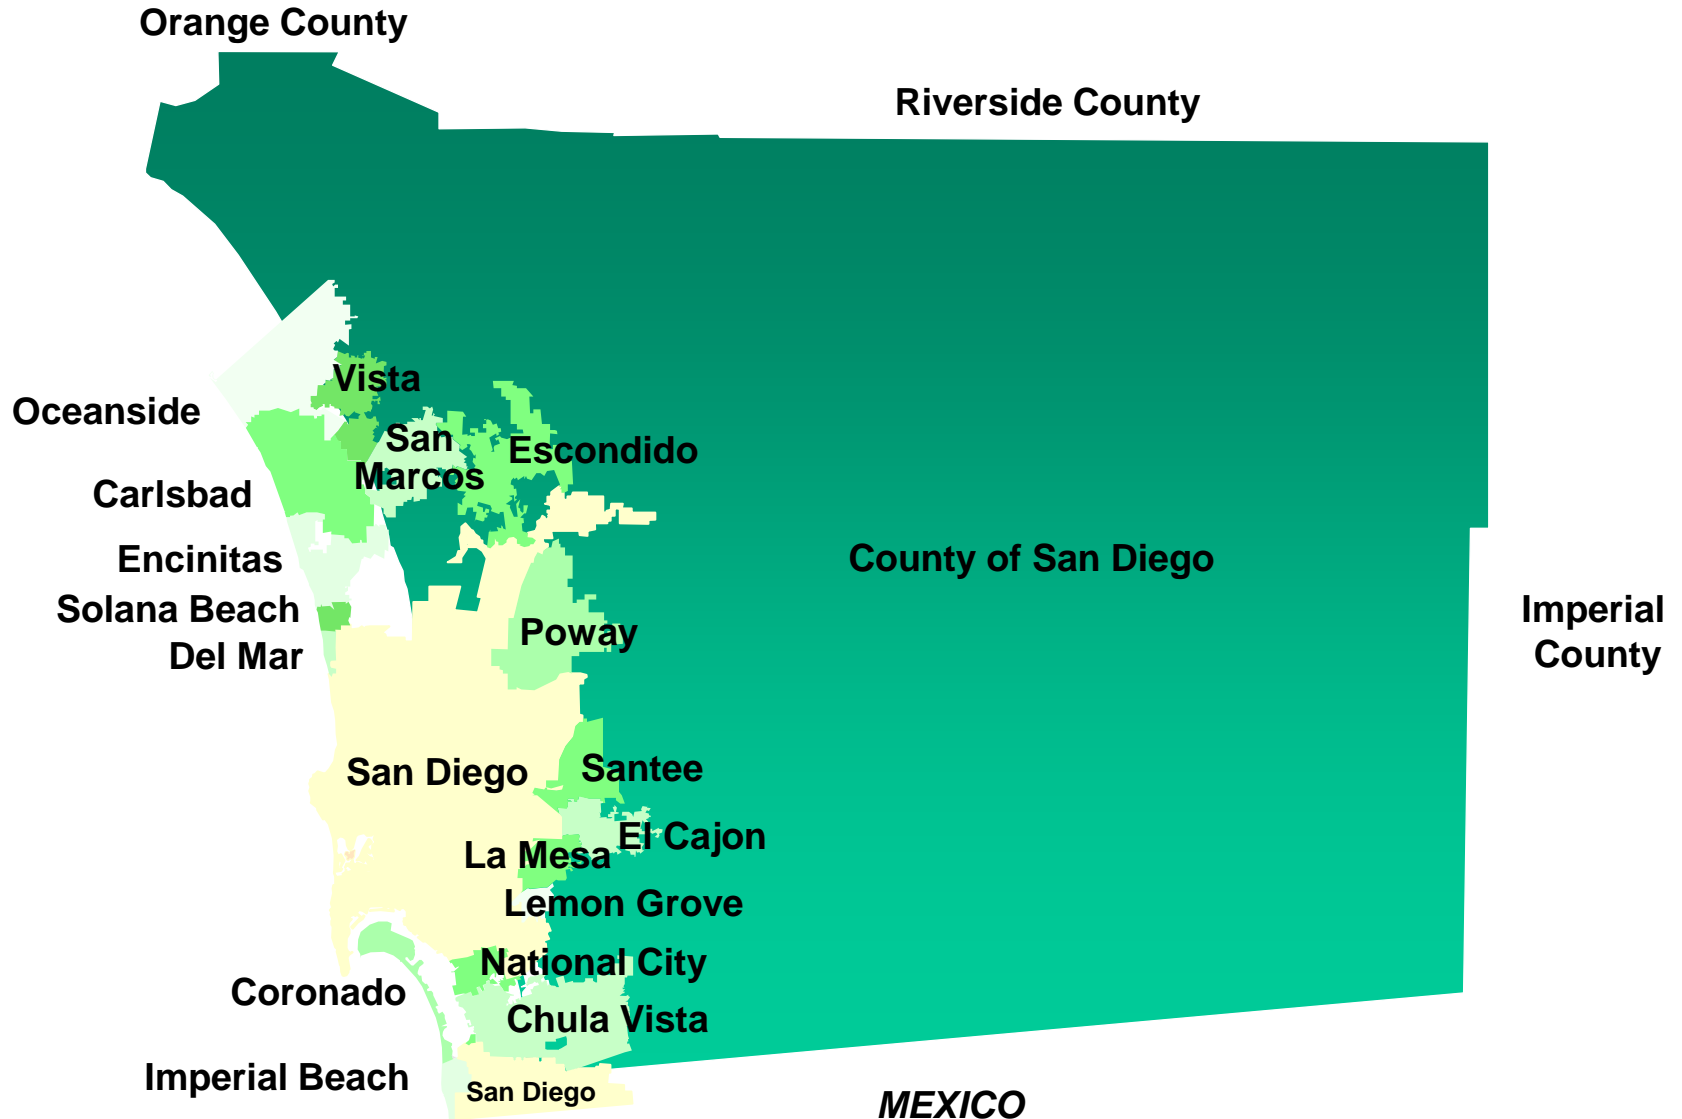 Orange County
Riverside County
Vista
Oceanside
San
Marcos
Escondido
Carlsbad
Encinitas
County of San Diego
Solana Beach
Imperial
County
Poway
Del Mar
San Diego
Santee
El Cajon
La Mesa
Lemon Grove
National City
Coronado
Chula Vista
Imperial Beach
San Diego
MEXICO